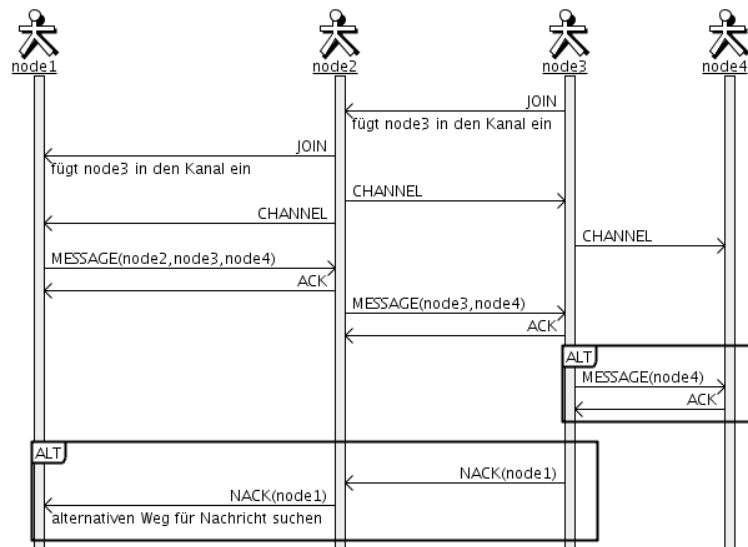 node1
node2
node3
node4
JOIN
fügt node3 in den Kanal ein
JOIN
fügt node3 in den Kanal ein
CHANNEL
CHANNEL
CHANNEL
MESSAGE(node2,node3,node4)
ACK
MESSAGE(node3,node4)
ACK
ALT
MESSAGE(node4)
ACK
ALT
NACK(node1)
NACK(node1)
alternativen Weg für Nachricht suchen